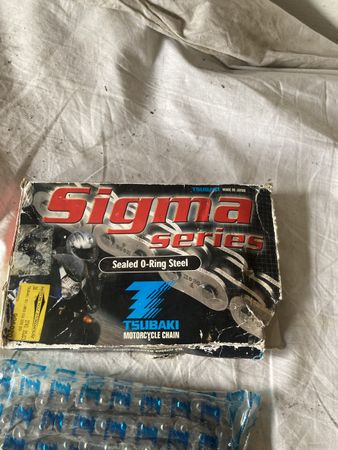 TSUBAKI MADE IN JAPAN
Sigma
series
Sealed O-Ring Steel
TSUBAKI
MOTORCYCLE CHAIN